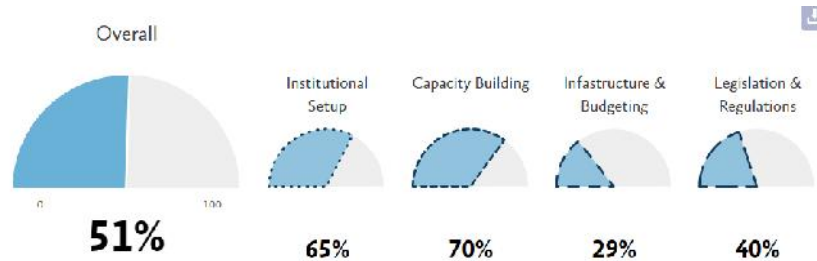 Overall
0
100
51%
Institutional
Setup
65%
Capacity Building
70%
Infastructure &
Budgeting
29%
Legislation &
Regulations
40%